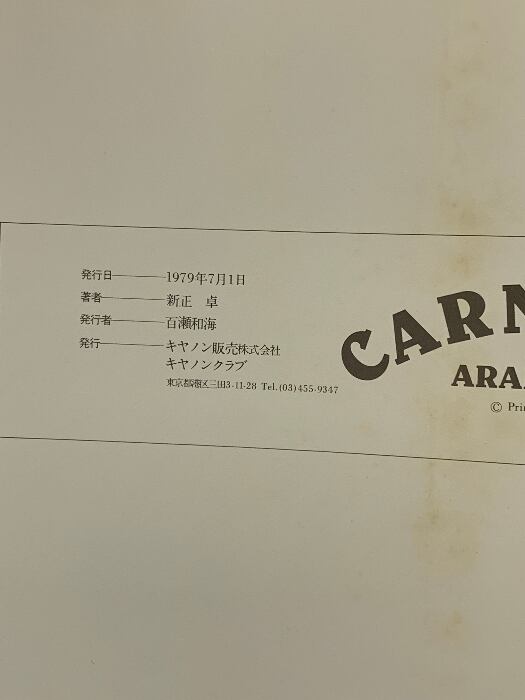 発行日————1979年7月1日
著者————新正 卓
発行者————百瀬和海
発行————キヤノン販売株式会社
キヤノンクラブ
東京都港区三田3-11-28 Tel.(03)455-9347
CARN
ARA
© Pri